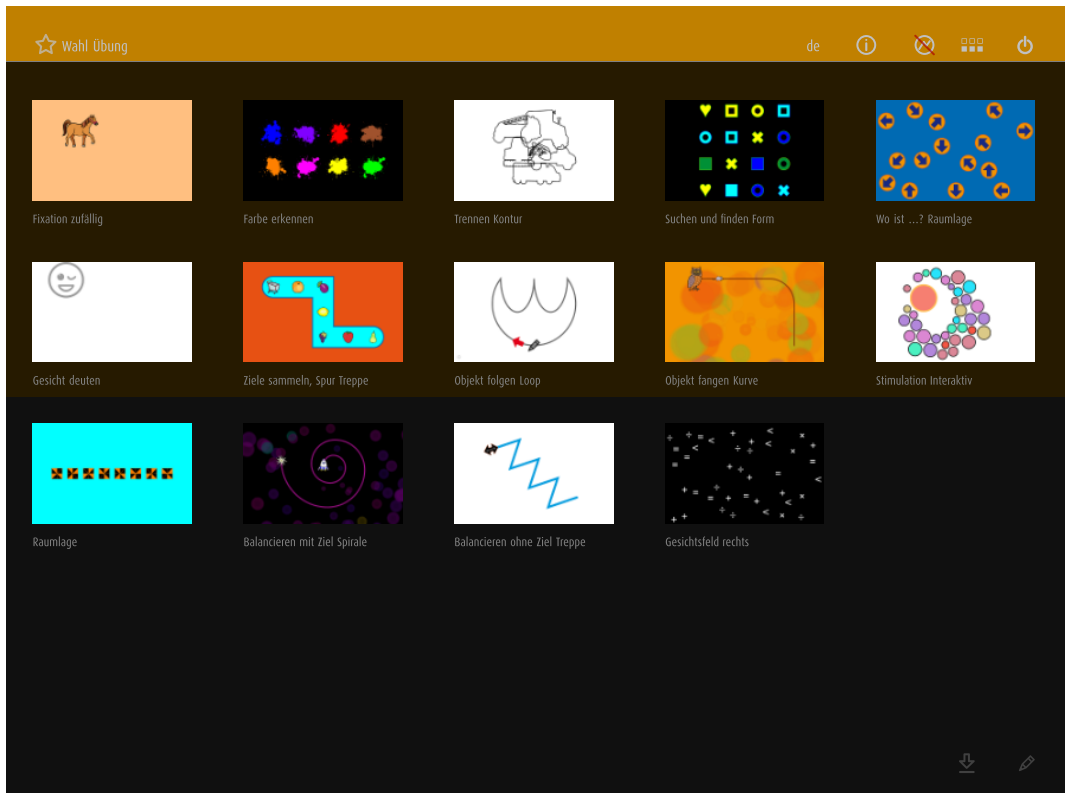 Wahl Übung
de
Fixation zufällig
Farbe erkennen
Trennen Kontur
Suchen und finden Form
Wo ist ...? Raumlage
Gesicht deuten
Ziele sammeln, Spur Treppe
Objekt folgen Loop
Objekt fangen Kurve
Stimulation Interaktiv
Raumlage
Balancieren mit Ziel Spirale
Balancieren ohne Ziel Treppe
Gesichtsfeld rechts